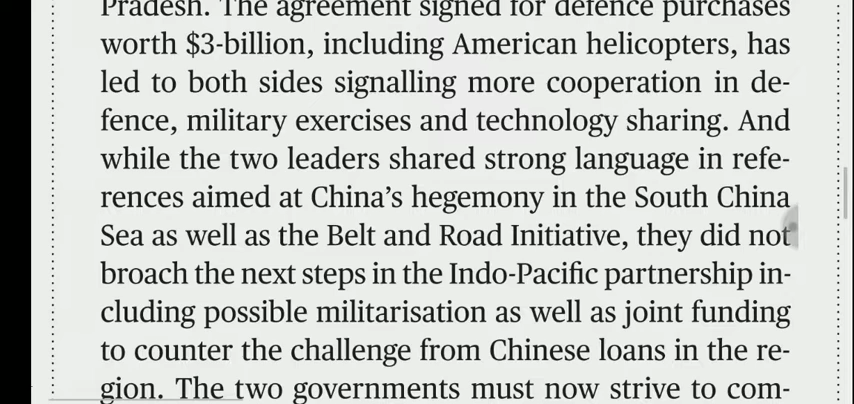 Pradesh. The agreement signed for defence purchases
worth $3-billion, including American helicopters, has
led to both sides signalling more cooperation in de-
fence, military exercises and technology sharing. And
while the two leaders shared strong language in refe-
rences aimed at China’s hegemony in the South China
Sea as well as the Belt and Road Initiative, they did not
broach the next steps in the Indo-Pacific partnership in-
cluding possible militarisation as well as joint funding
to counter the challenge from Chinese loans in the re-
gion. The two governments must now strive to com-